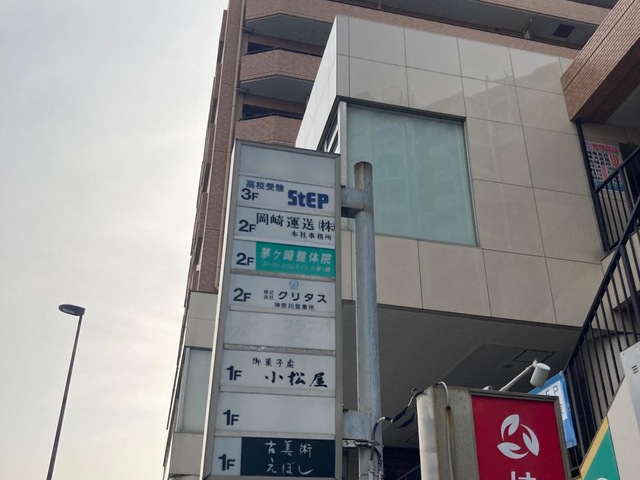 高校受験
3F StEP
2F 岡崎運送(株)
本社事務所
2F 茅ケ崎整体院
2F 株式会社 クリタス
神奈川営業所
御菓子処
1F 小松屋
1F
1F 古美術
えぼし